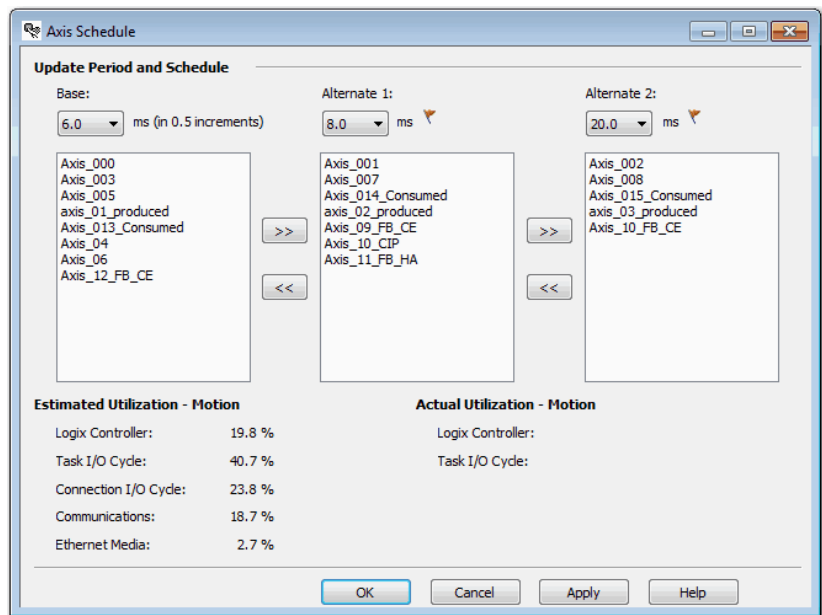 Axis Schedule
Update Period and Schedule
Base: Alternate 1: Alternate 2:
6.0 ms (in 0.5 increments) 8.0 ms 20.0 ms
Axis_000
Axis_003
Axis_005
axis_01_produced
Axis_013_Consumed
Axis_04
Axis_06
Axis_12_FB_CE
>>
<<
Axis_001
Axis_007
Axis_014_Consumed
axis_02_produced
Axis_09_FB_CE
Axis_10_CIP
Axis_11_FB_HA
>>
<<
Axis_002
Axis_008
Axis_015_Consumed
axis_03_produced
Axis_10_FB_CE
Estimated Utilization - Motion
Logix Controller: 19.8 %
Task I/O Cycle: 40.7 %
Connection I/O Cycle: 23.8 %
Communications: 18.7 %
Ethernet Media: 2.7 %
Actual Utilization - Motion
Logix Controller:
Task I/O Cycle:
OK Cancel Apply Help